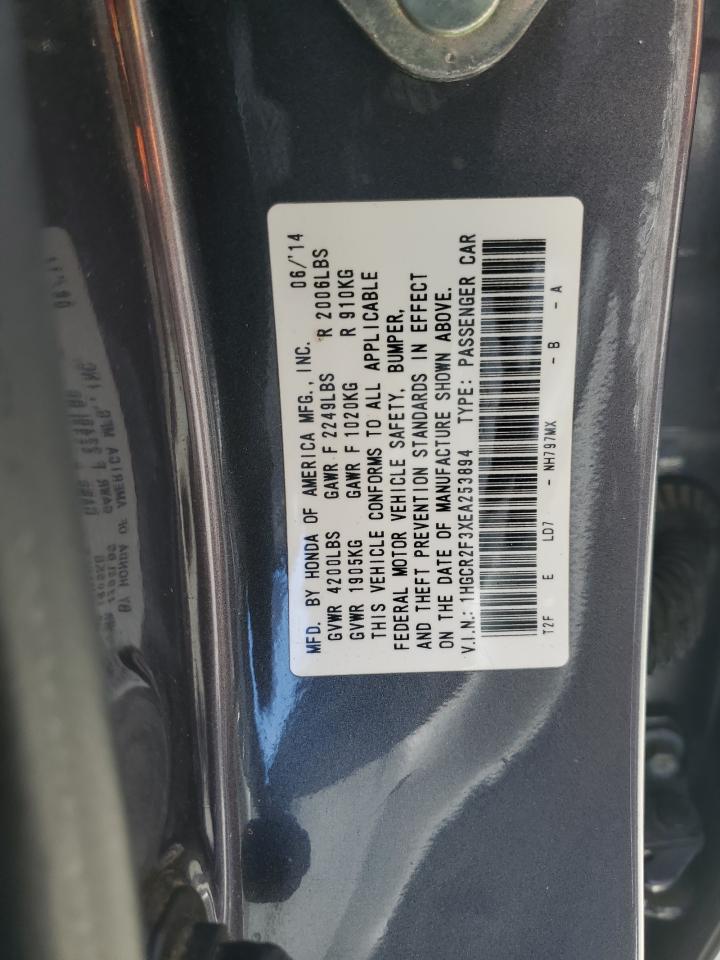 MFD. BY HONDA OF AMERICA MFG., INC. 06/'14
GVWR 4200LBS GAWR F 2249LBS R 2006LBS
GVWR 1905KG GAWR F 1020KG R 910KG
THIS VEHICLE CONFORMS TO ALL APPLICABLE
FEDERAL MOTOR VEHICLE SAFETY, BUMPER,
AND THEFT PREVENTION STANDARDS IN EFFECT
ON THE DATE OF MANUFACTURE SHOWN ABOVE.
V.I.N.: 1HGCR2F3XEA253894 TYPE: PASSENGER CAR
T2F E LD7 - NH797MX - B - A